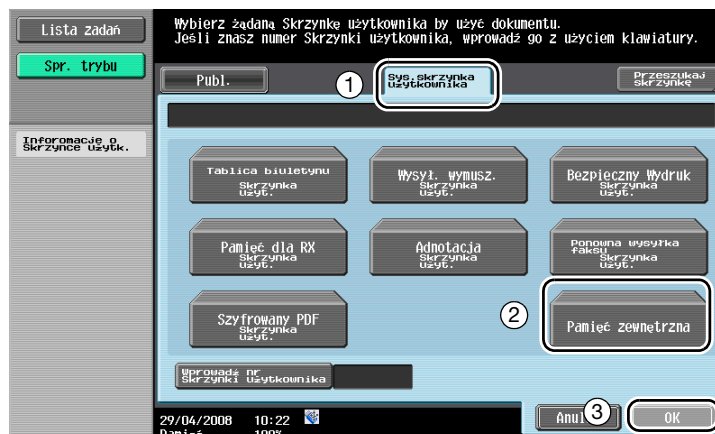 Lista zadań
Spr. trybu
Inforomacje o
Skrzynce użytk.
Wybierz żądaną Skrzynkę użytkownika by użyć dokumentu.
Jeśli znasz numer Skrzynki użytkownika, wprowadź go z użyciem klawiatury.
Publ.
1
Sys.skrzynka
użytkownika
Przeszukaj
skrzynkę
Tablica biuletynu
Skrzynka
użyt.
Wysył. wymusz.
Skrzynka
użyt.
Bezpieczny Wydruk
Skrzynka
użyt.
Pamięć dla RX
Skrzynka
użyt.
Adnotacja
Skrzynka
użyt.
Ponowna wysyłka
faksu
Skrzynka
użyt.
Szyfrowany PDF
Skrzynka
użyt.
2
Pamięć zewnętrzna
Wprowadź nr
Skrzynki użytkownika
29/04/2008 10:22
Pamięć 100%
Anul
3
OK